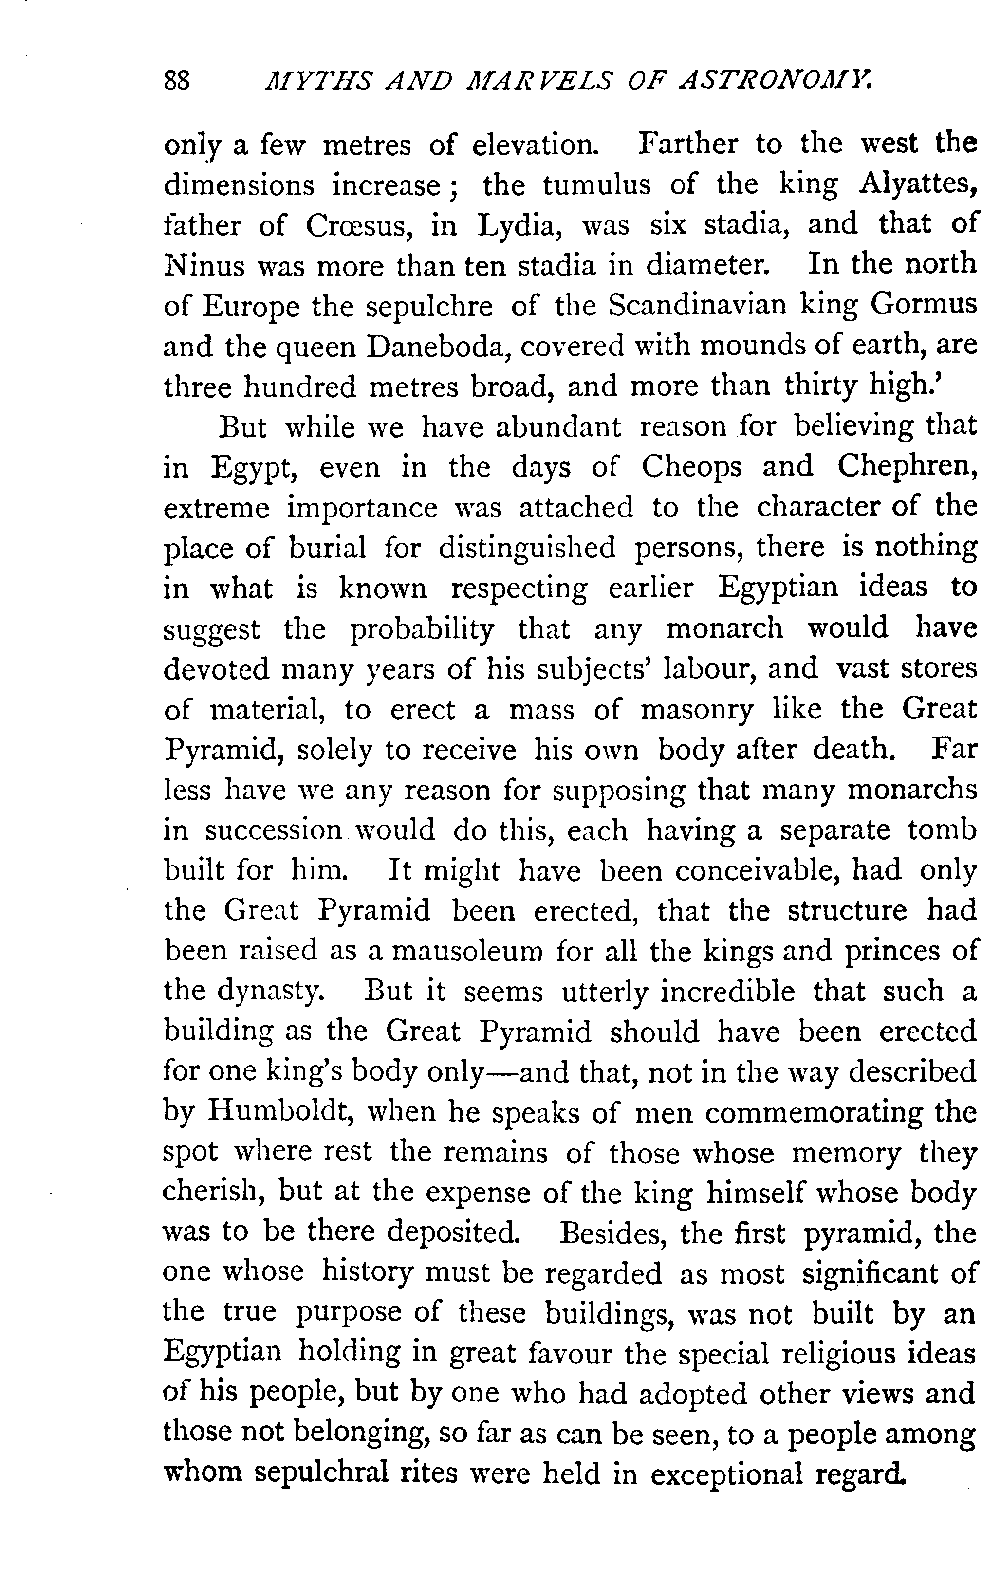 88 MYTHS AND MARVELS OF ASTRONOMY.
only a few metres of elevation. Farther to the west the
dimensions increase; the tumulus of the king Alyattes,
father of Crœsus, in Lydia, was six stadia, and that of
Ninus was more than ten stadia in diameter. In the north
of Europe the sepulchre of the Scandinavian king Gormus
and the queen Daneboda, covered with mounds of earth, are
three hundred metres broad, and more than thirty high.’
But while we have abundant reason for believing that
in Egypt, even in the days of Cheops and Chephren,
extreme importance was attached to the character of the
place of burial for distinguished persons, there is nothing
in what is known respecting earlier Egyptian ideas to
suggest the probability that any monarch would have
devoted many years of his subjects’ labour, and vast stores
of material, to erect a mass of masonry like the Great
Pyramid, solely to receive his own body after death. Far
less have we any reason for supposing that many monarchs
in succession would do this, each having a separate tomb
built for him. It might have been conceivable, had only
the Great Pyramid been erected, that the structure had
been raised as a mausoleum for all the kings and princes of
the dynasty. But it seems utterly incredible that such a
building as the Great Pyramid should have been erected
for one king’s body only—and that, not in the way described
by Humboldt, when he speaks of men commemorating the
spot where rest the remains of those whose memory they
cherish, but at the expense of the king himself whose body
was to be there deposited. Besides, the first pyramid, the
one whose history must be regarded as most significant of
the true purpose of these buildings, was not built by an
Egyptian holding in great favour the special religious ideas
of his people, but by one who had adopted other views and
those not belonging, so far as can be seen, to a people among
whom sepulchral rites were held in exceptional regard.